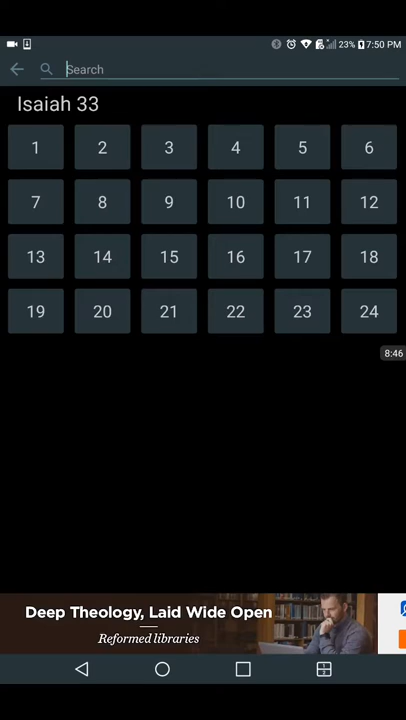 23% 7:50 PM
Search
Isaiah 33
1 2 3 4 5 6
7 8 9 10 11 12
13 14 15 16 17 18
19 20 21 22 23 24
8:46
Deep Theology, Laid Wide Open
Reformed libraries